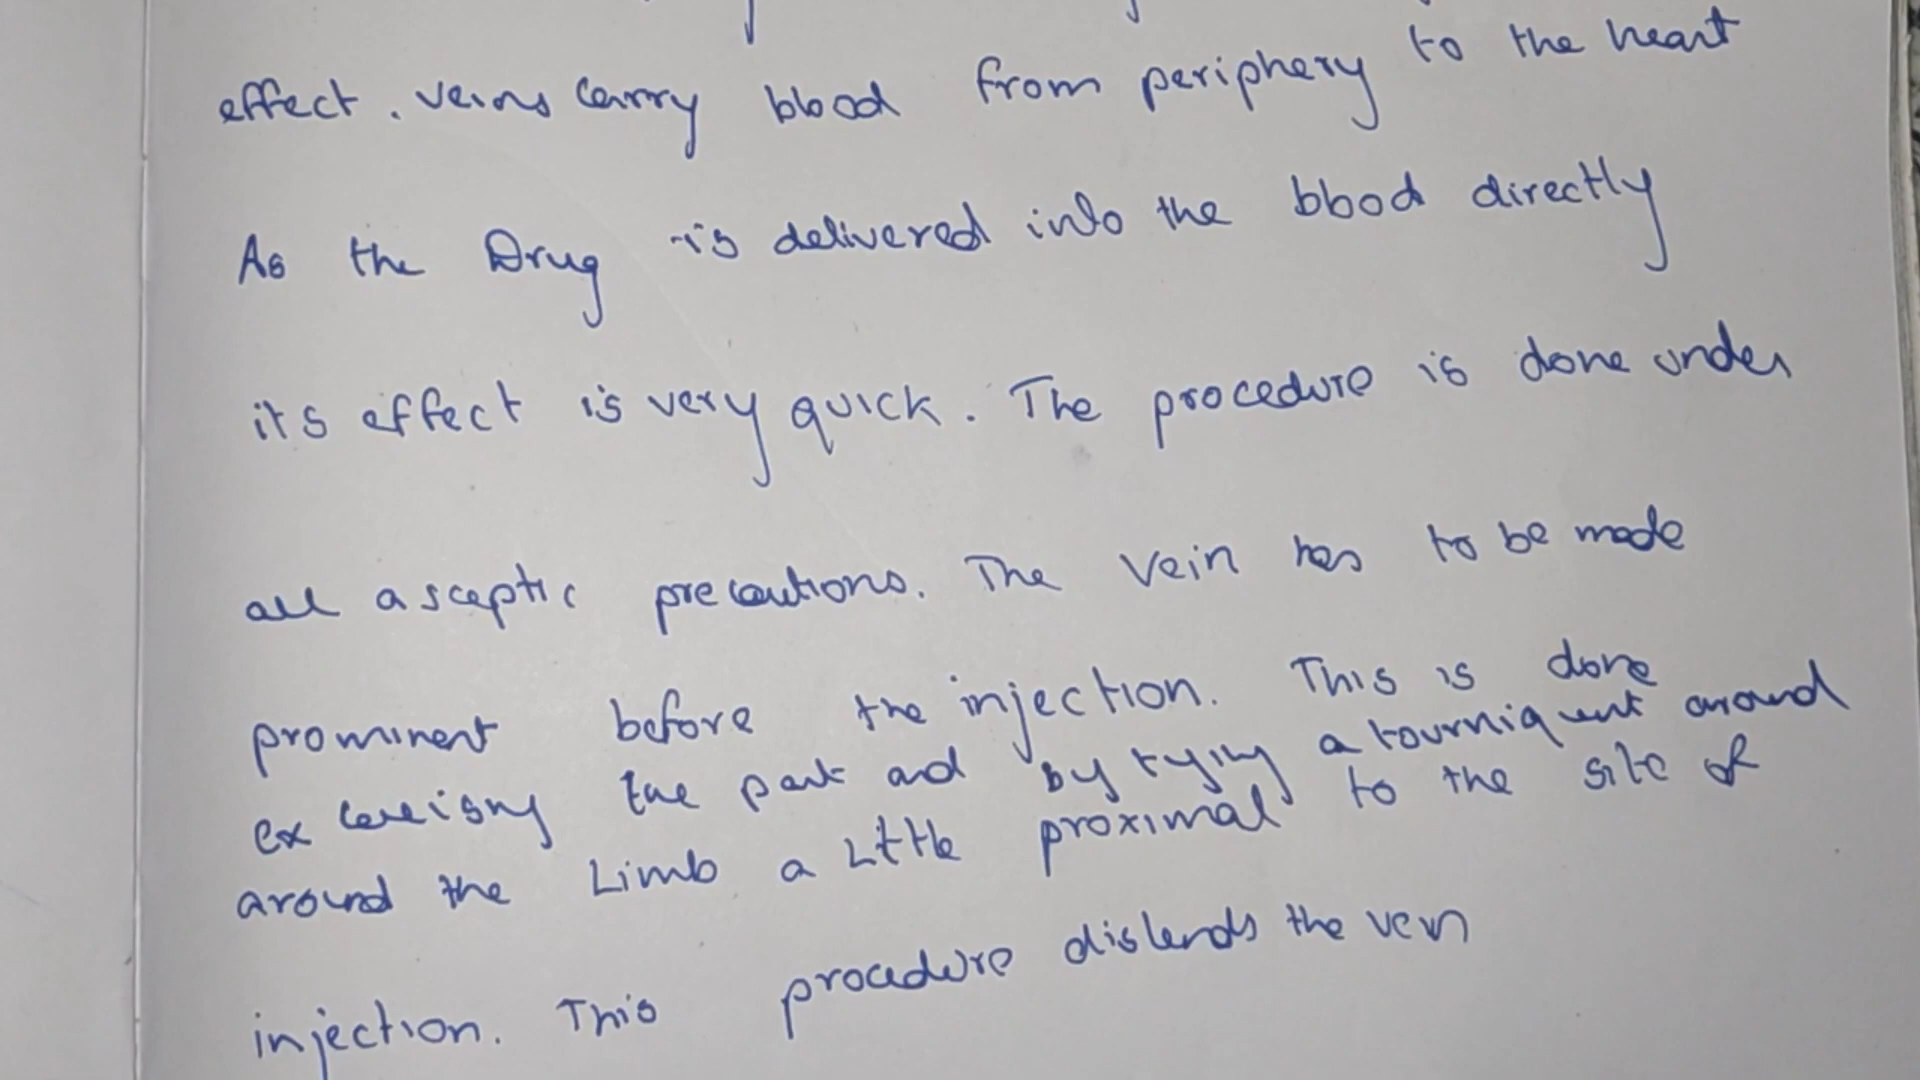 effect. veins carry blood from periphery to the heart
As the Drug is delivered into the blood directly
its effect is very quick. The procedure is done under
all asceptic precautions. The Vein has to be made
prominent before the injection. This is done
excerising the part and by tying a tourniquent around
around the Limb a Little proximal to the site of
injection. This procedure distends the vein